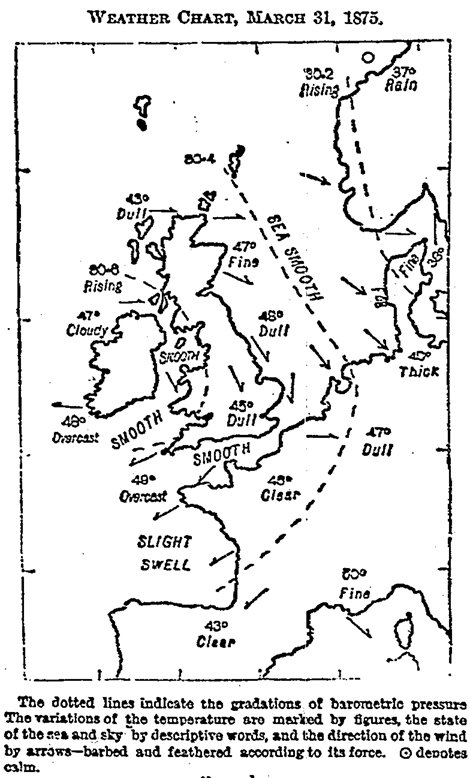 WEATHER CHART, MARCH 31, 1875.
30·2
Rising
37°
Rain
30·4
43°
Dull
SEA SMOOTH
47°
Fine
Fine
38°
30·6
Rising
47°
Cloudy
48°
Dull
SMOOTH
45°
Thick
48°
Overcast
SMOOTH
45°
Dull
47°
Dull
SMOOTH
49°
Overcast
Clear
SLIGHT
SWELL
50°
Fine
43°
Clear
The dotted lines indicate the gradations of barometric pressure
The variations of the temperature are marked by figures, the state
of the sea and sky by descriptive words, and the direction of the wind
by arrows—barbed and feathered according to its force. ⊙ denotes
calm.